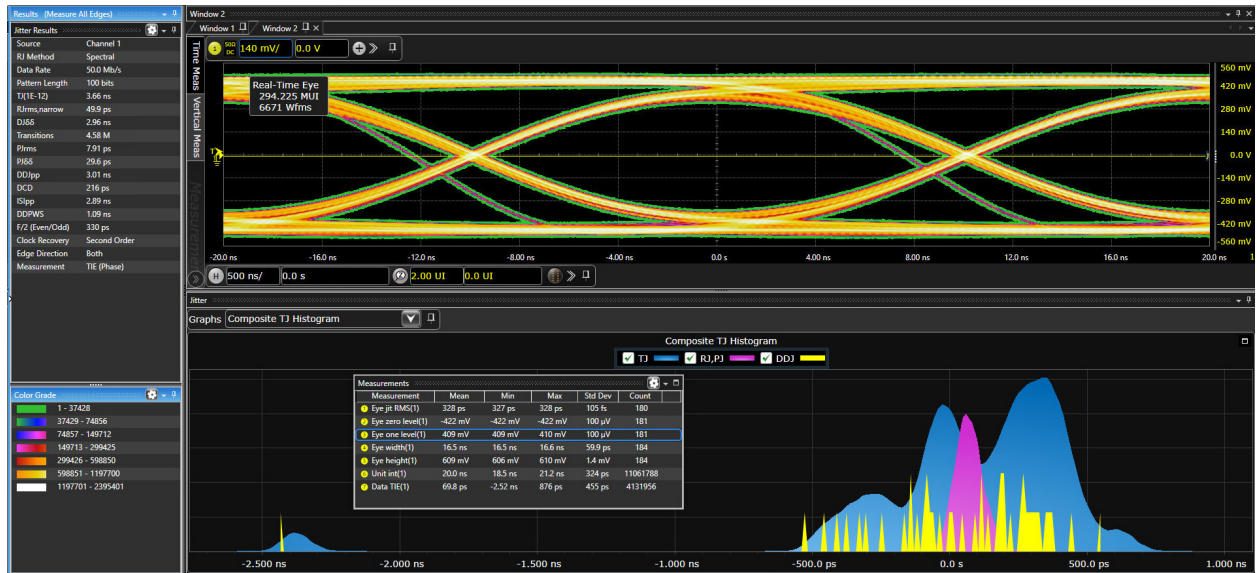 Results (Measure All Edges)
Jitter Results
Source Channel 1
RJ Method Spectral
Data Rate 50.0 Mb/s
Pattern Length 100 bits
TJ(1E-12) 3.66 ns
RJrms,narrow 49.9 ps
DJδδ 2.96 ns
Transitions 4.58 M
PJrms 7.91 ps
PJδδ 29.6 ps
DDJpp 3.01 ns
DCD 216 ps
ISIpp 2.89 ns
DDPWS 1.09 ns
F/2 (Even/Odd) 330 ps
Clock Recovery Second Order
Edge Direction Both
Measurement TIE (Phase)
Color Grade
1 - 37428
37429 - 74856
74857 - 149712
149713 - 299425
299426 - 598850
598851 - 1197700
1197701 - 2395401
Window 2
Window 1 Window 2
Time Meas
Vertical Meas
Measurements
1 50Ω DC 140 mV/ 0.0 V
Real-Time Eye
294.225 MUI
6671 Wfms
T
560 mV
420 mV
280 mV
140 mV
0.0 V
-140 mV
-280 mV
-420 mV
-560 mV
-20.0 ns -16.0 ns -12.0 ns -8.00 ns -4.00 ns 0.0 s 4.00 ns 8.00 ns 12.0 ns 16.0 ns 20.0 ns 1
H 500 ns/ 0.0 s 2.00 UI 0.0 UI
Jitter
Graphs Composite TJ Histogram
Composite TJ Histogram
TJ RJ,PJ DDJ
Measurements
Measurement Mean Min Max Std Dev Count
1 Eye jit RMS(1) 328 ps 327 ps 328 ps 105 fs 180
2 Eye zero level(1) -422 mV -422 mV -422 mV 100 µV 181
3 Eye one level(1) 409 mV 409 mV 410 mV 100 µV 181
4 Eye width(1) 16.5 ns 16.5 ns 16.6 ns 59.9 ps 184
5 Eye height(1) 609 mV 606 mV 610 mV 1.4 mV 184
6 Unit int(1) 20.0 ns 18.5 ns 21.2 ns 324 ps 11061788
7 Data TIE(1) 69.8 ps -2.52 ns 876 ps 455 ps 4131956
-2.500 ns -2.000 ns -1.500 ns -1.000 ns -500.0 ps 0.0 s 500.0 ps 1.000 ns